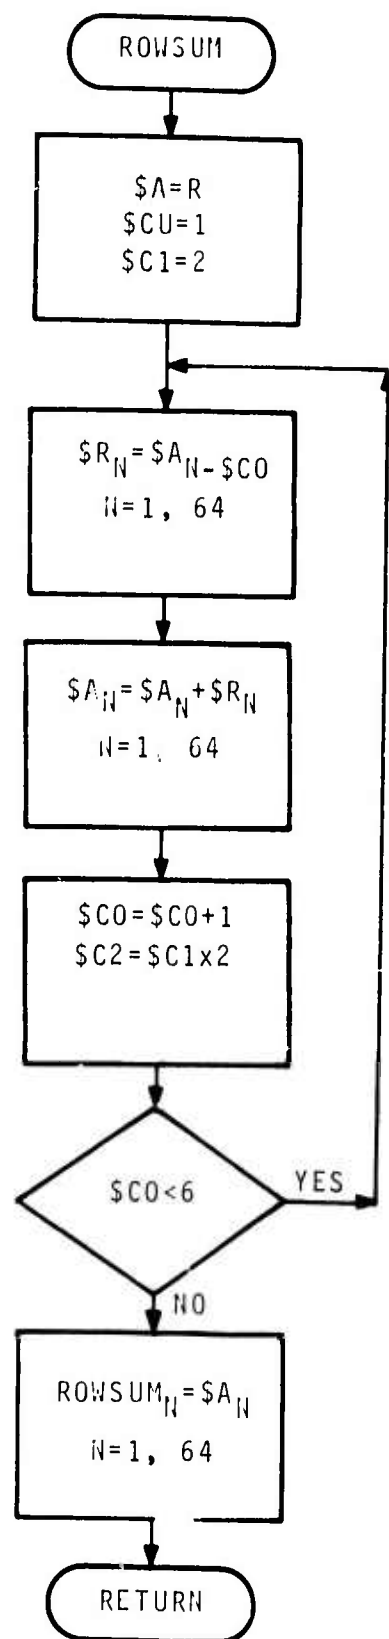 ROWSUM
$A=R
$CU=1
$C1=2
$R_N=$A_N-$CO
N=1, 64
$A_N=$A_N+$R_N
N=1, 64
$CO=$CO+1
$C2=$C1x2
$CO<6
YES
NO
ROWSUM_N=$A_N
N=1, 64
RETURN